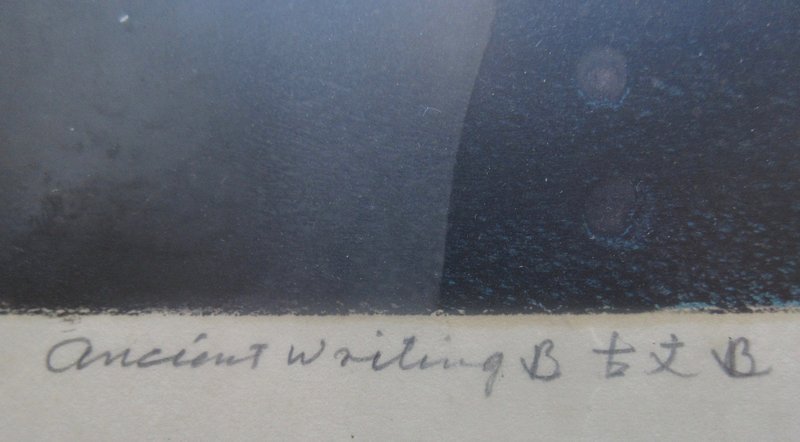 Ancient Writing B 古文 B